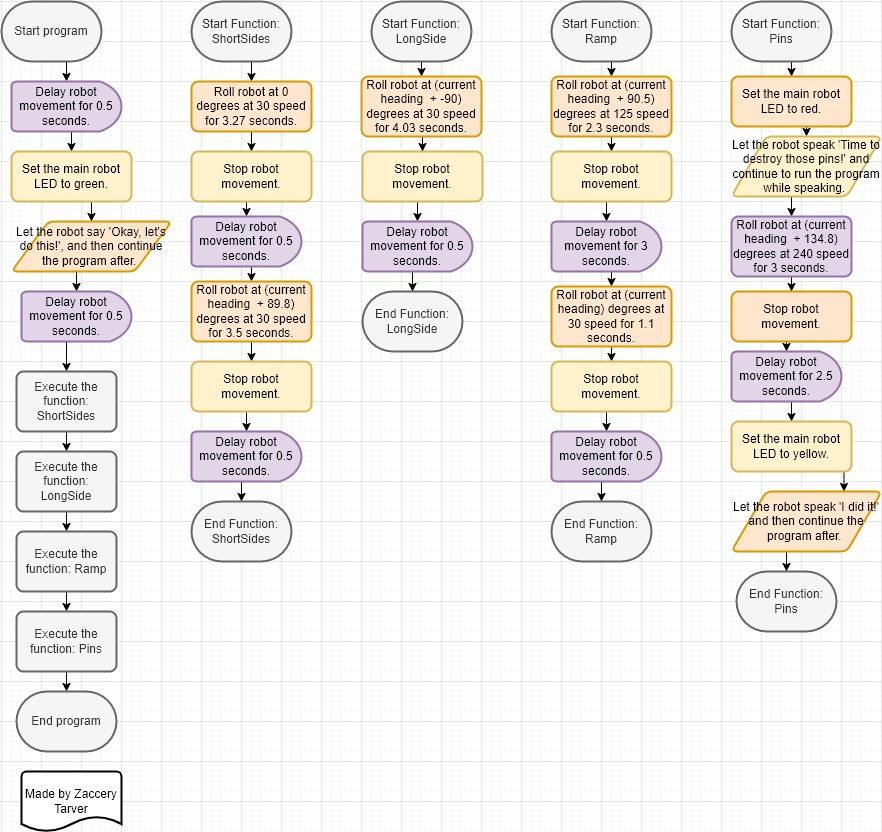 Start program
Delay robot
movement for 0.5
seconds.
Set the main robot
LED to green.
Let the robot say 'Okay, let's
do this!', and then continue
the program after.
Delay robot
movement for 0.5
seconds.
Execute the
function:
ShortSides
Execute the
function:
LongSide
Execute the
function: Ramp
Execute the
function: Pins
End program
Made by Zaccery
Tarver
Start Function:
ShortSides
Roll robot at 0
degrees at 30 speed
for 3.27 seconds.
Stop robot
movement.
Delay robot
movement for 0.5
seconds.
Roll robot at (current
heading + 89.8)
degrees at 30 speed
for 3.5 seconds.
Stop robot
movement.
Delay robot
movement for 0.5
seconds.
End Function:
ShortSides
Start Function:
LongSide
Roll robot at (current
heading + -90)
degrees at 30 speed
for 4.03 seconds.
Stop robot
movement.
Delay robot
movement for 0.5
seconds.
End Function:
LongSide
Start Function:
Ramp
Roll robot at (current
heading + 90.5)
degrees at 125 speed
for 2.3 seconds.
Stop robot
movement.
Delay robot
movement for 3
seconds.
Roll robot at (current
heading) degrees at
30 speed for 1.1
seconds.
Stop robot
movement.
Delay robot
movement for 0.5
seconds.
End Function:
Ramp
Start Function:
Pins
Set the main robot
LED to red.
Let the robot speak 'Time to
destroy those pins!' and
continue to run the program
while speaking.
Roll robot at (current
heading + 134.8)
degrees at 240 speed
for 3 seconds.
Stop robot
movement.
Delay robot
movement for 2.5
seconds.
Set the main robot
LED to yellow.
Let the robot speak 'I did it!'
and then continue the
program after.
End Function:
Pins